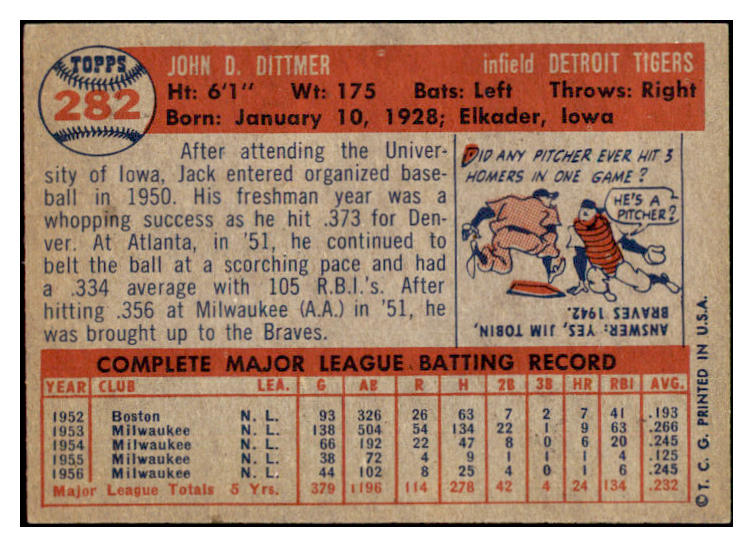 TOPPS
282
JOHN D. DITTMER infield DETROIT TIGERS
Ht: 6'1" Wt: 175 Bats: Left Throws: Right
Born: January 10, 1928; Elkader, Iowa
After attending the Univer-
sity of Iowa, Jack entered organized base-
ball in 1950. His freshman year was a
whopping success as he hit .373 for Den-
ver. At Atlanta, in '51, he continued to
belt the ball at a scorching pace and had
a .334 average with 105 R.B.I.'s. After
hitting .356 at Milwaukee (A.A.) in '51, he
was brought up to the Braves.
DID ANY PITCHER EVER HIT 3
HOMERS IN ONE GAME?
HE'S A
PITCHER?
ANSWER: YES, JIM TOBIN,
BRAVES 1942.
COMPLETE MAJOR LEAGUE BATTING RECORD
YEAR CLUB LEA. G AB R H 2B 3B HR RBI AVG.
1952 Boston N. L. 93 326 26 63 7 2 7 41 .193
1953 Milwaukee N. L. 138 504 54 134 22 1 9 63 .266
1954 Milwaukee N. L. 66 192 22 47 8 0 6 20 .245
1955 Milwaukee N. L. 38 72 4 9 1 1 1 4 .125
1956 Milwaukee N. L. 44 102 8 25 4 0 1 6 .245
Major League Totals 5 Yrs. 379 1196 114 278 42 4 24 134 .232
© T. C. G. PRINTED IN U.S.A.